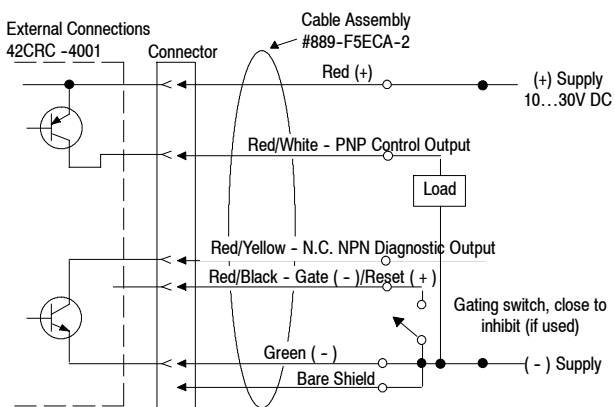 External Connections
42CRC -4001
Connector
Cable Assembly
#889-F5ECA-2
Red (+)
(+) Supply
10...30V DC
Red/White - PNP Control Output
Load
Red/Yellow - N.C. NPN Diagnostic Output
Red/Black - Gate ( - )/Reset ( + )
Gating switch, close to
inhibit (if used)
Green ( - )
( - ) Supply
Bare Shield